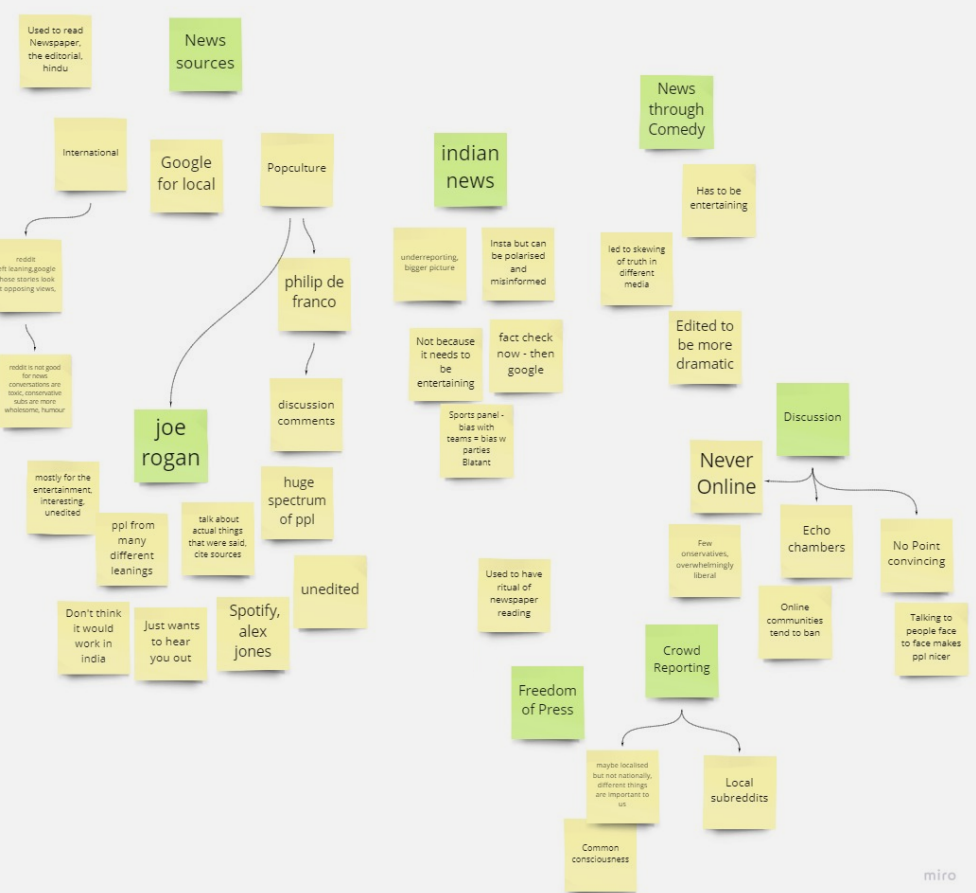 Used to read
Newspaper,
the editorial,
hindu
News
sources
International
Google
for local
Popculture
reddit
leaning,google
stories look
opposing views,
reddit is not good
for news
conversations are
toxic, conservative
subs are more
wholesome, humour
philip de
franco
discussion
comments
joe
rogan
mostly for the
entertainment,
interesting,
unedited
ppl from
many
different
leanings
talk about
actual things
that were said,
cite sources
huge
spectrum
of ppl
unedited
Don't think
it would
work in
india
Just wants
to hear
you out
Spotify,
alex
jones
indian
news
underreporting,
bigger picture
Insta but can
be polarised
and
misinformed
Not because
it needs to
be
entertaining
fact check
now - then
google
Sports panel -
bias with
teams = bias w
parties
Blatant
News
through
Comedy
Has to be
entertaining
led to skewing
of truth in
different
media
Edited to
be more
dramatic
Discussion
Never
Online
Echo
chambers
No Point
convincing
Few
onservatives,
overwhelmingly
liberal
Online
communities
tend to ban
Talking to
people face
to face makes
ppl nicer
Used to have
ritual of
newspaper
reading
Freedom
of Press
Crowd
Reporting
maybe localised
but not nationally,
different things
are important to
us
Local
subreddits
Common
consciousness
miro